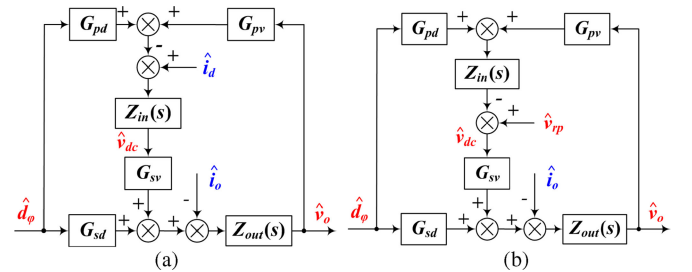 G_pd + + G_pv
- + î_d
Z_in(s)
v̂_dc
G_sv
- î_o
d̂_φ G_sd + + + Z_out(s) v̂_o
(a)
G_pd + + G_pv
Z_in(s)
- + v̂_rp
v̂_dc
G_sv
- î_o
d̂_φ G_sd + + + Z_out(s) v̂_o
(b)